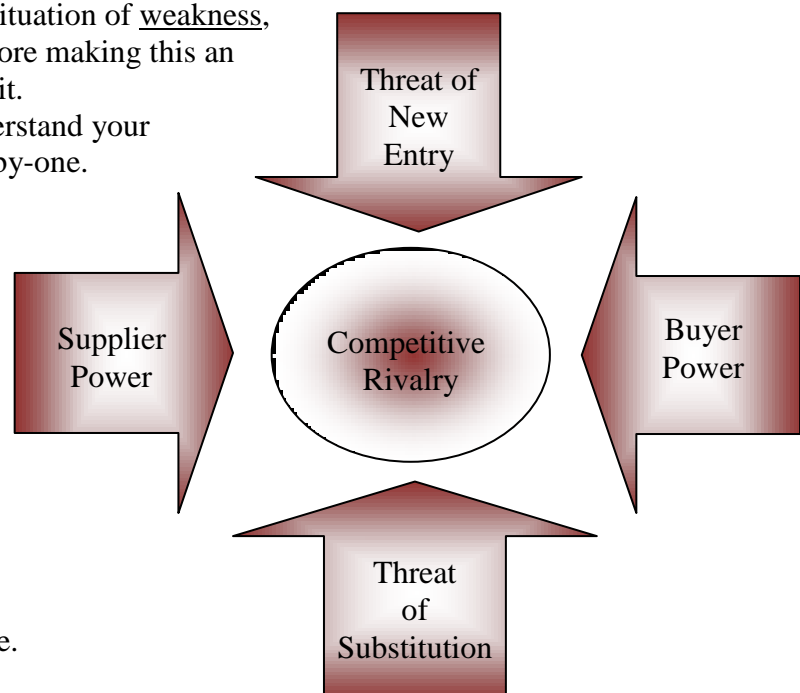 ituation of weakness,
ore making this an
it.
erstand your
by-one.
Threat of
New
Entry
Supplier
Power
Competitive
Rivalry
Buyer
Power
Threat
of
Substitution
e.